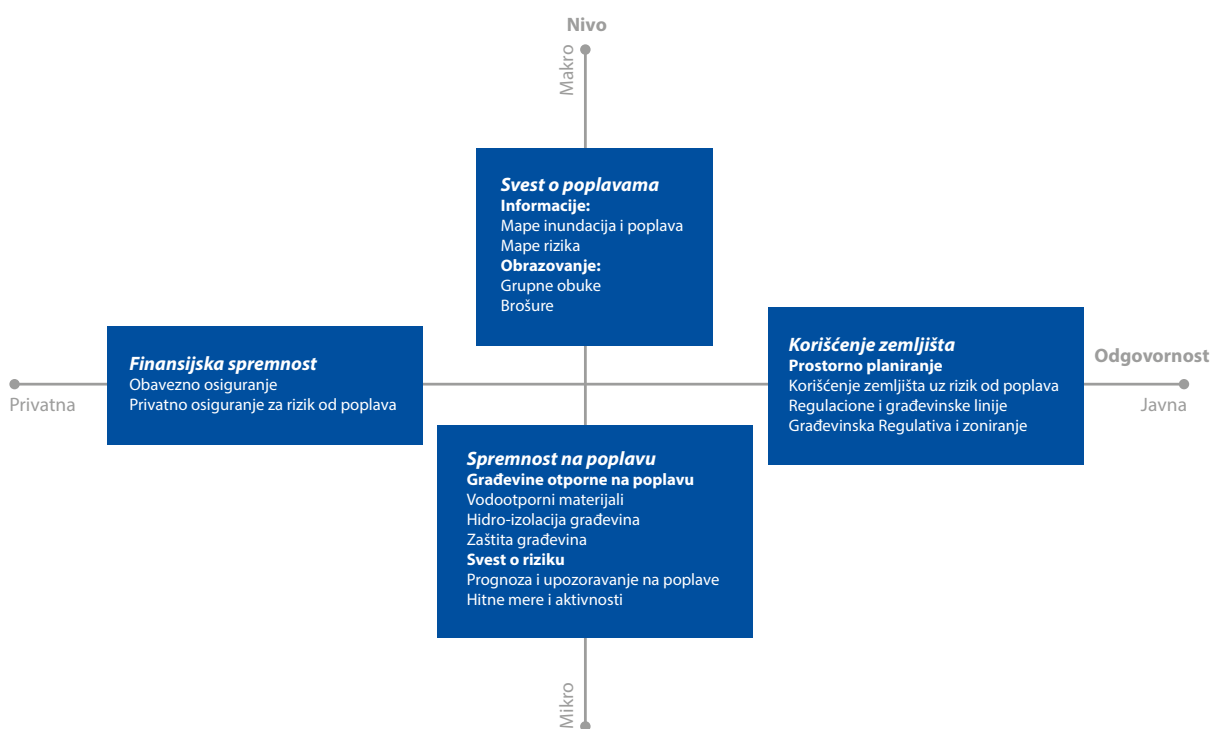 Nivo
Makro
Svest o poplavama
Informacije:
Mape inundacija i poplava
Mape rizika
Obrazovanje:
Grupne obuke
Brošure
Finansijska spremnost
Obavezno osiguranje
Privatno osiguranje za rizik od poplava
Privatna
Korišćenje zemljišta
Prostorno planiranje
Korišćenje zemljišta uz rizik od poplava
Regulacione i građevinske linije
Građevinska Regulativa i zoniranje
Odgovornost
Javna
Spremnost na poplavu
Građevine otporne na poplavu
Vodootporni materijali
Hidro-izolacija građevina
Zaštita građevina
Svest o riziku
Prognoza i upozoravanje na poplave
Hitne mere i aktivnosti
Mikro